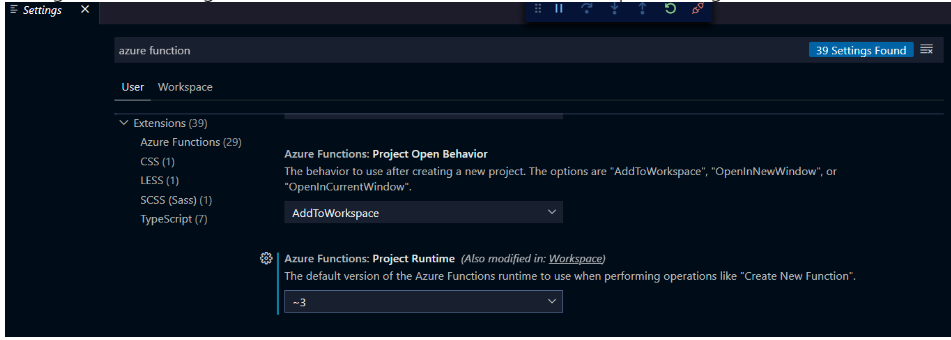 Settings
azure function
39 Settings Found
User Workspace
Extensions (39)
Azure Functions (29)
CSS (1)
LESS (1)
SCSS (Sass) (1)
TypeScript (7)
Azure Functions: Project Open Behavior
The behavior to use after creating a new project. The options are "AddToWorkspace", "OpenInNewWindow", or
"OpenInCurrentWindow".
AddToWorkspace
Azure Functions: Project Runtime (Also modified in: Workspace)
The default version of the Azure Functions runtime to use when performing operations like "Create New Function".
~3